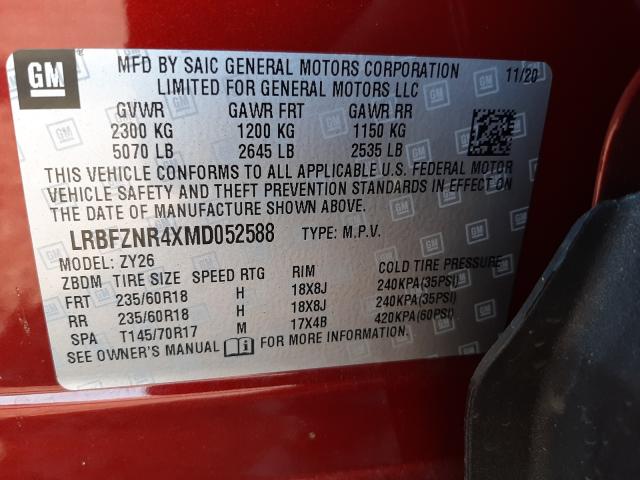 GM
MFD BY SAIC GENERAL MOTORS CORPORATION 11/20
LIMITED FOR GENERAL MOTORS LLC
GVWR GAWR FRT GAWR RR
2300 KG 1200 KG 1150 KG
5070 LB 2645 LB 2535 LB
THIS VEHICLE CONFORMS TO ALL APPLICABLE U.S. FEDERAL MOTOR
VEHICLE SAFETY AND THEFT PREVENTION STANDARDS IN EFFECT ON
THE DATE OF MANUFACTURE SHOWN ABOVE.
LRBFZNR4XMD052588 TYPE: M.P.V.
MODEL: ZY26
ZBDM TIRE SIZE SPEED RTG RIM COLD TIRE PRESSURE
FRT 235/60R18 H 18X8J 240KPA(35PSI)
RR 235/60R18 H 18X8J 240KPA(35PSI)
SPA T145/70R17 M 17X4B 420KPA(60PSI)
SEE OWNER'S MANUAL FOR MORE INFORMATION.